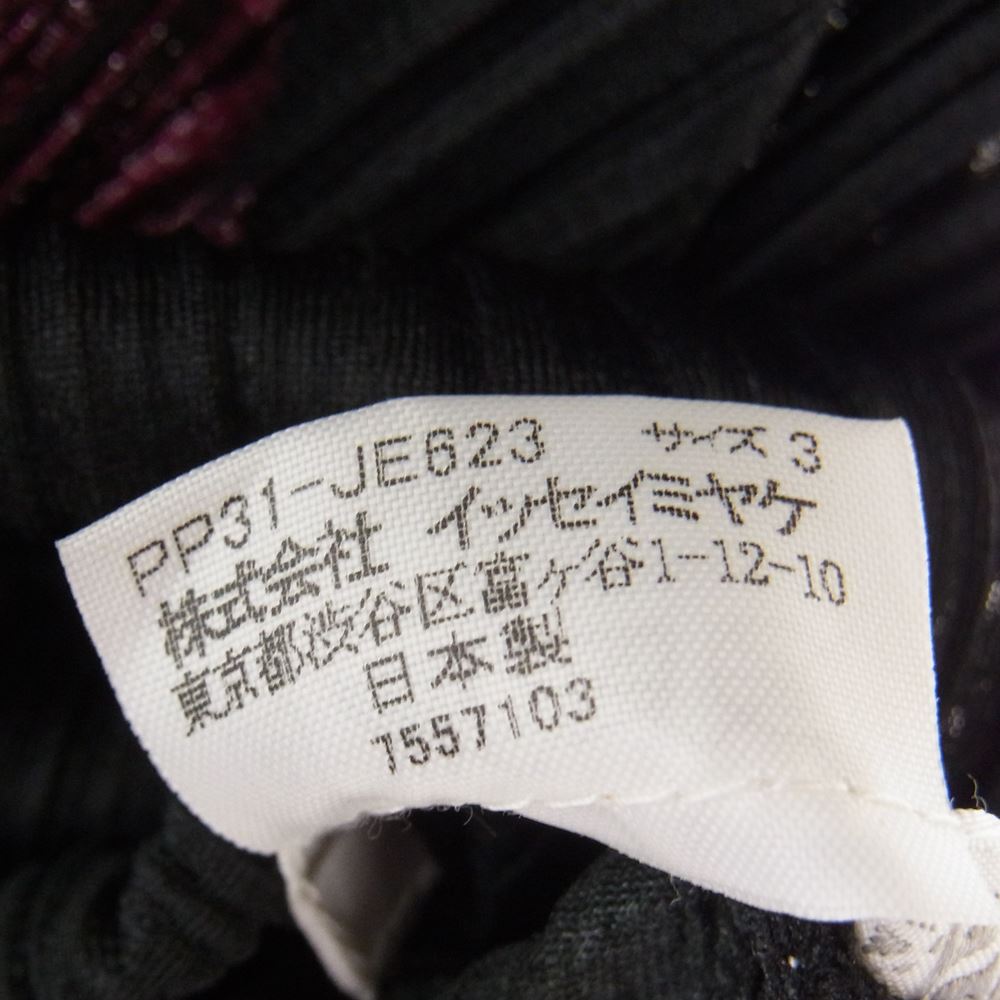 PP31-JE623 サイズ 3
株式会社 イッセイミヤケ
東京都渋谷区富ヶ谷1-12-10
日本製
7557103